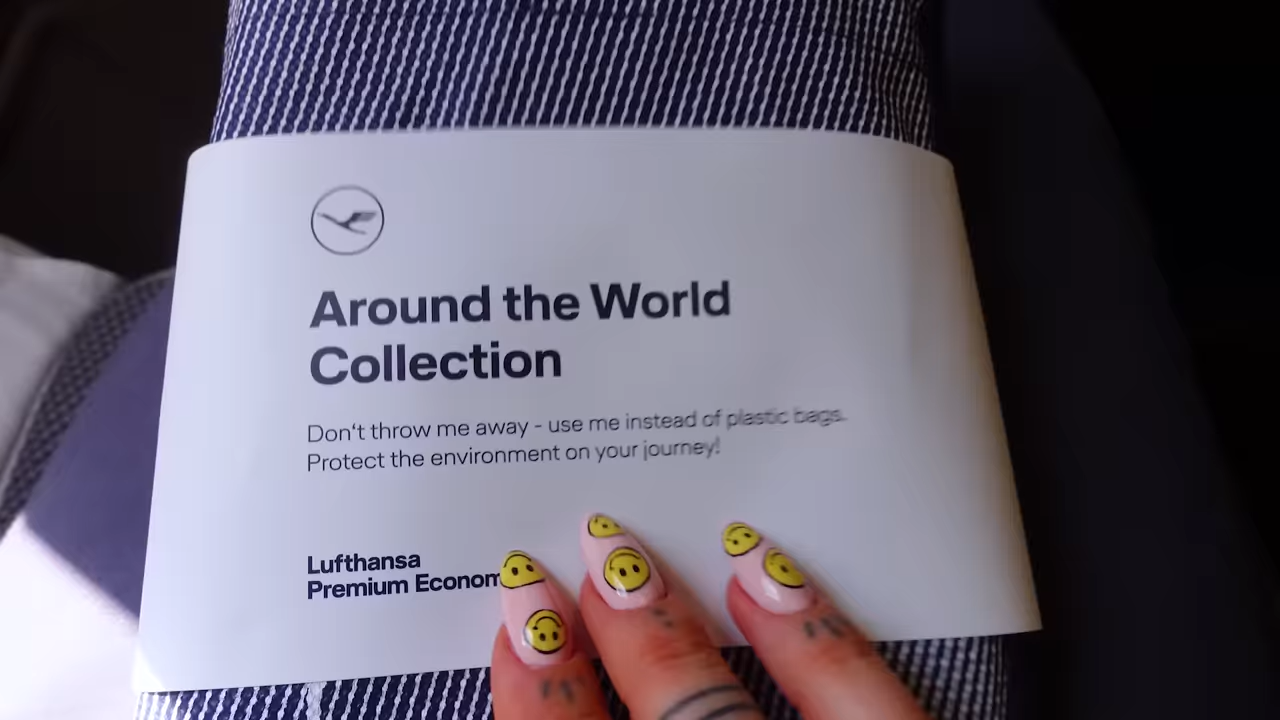 Around the World
Collection
Don't throw me away - use me instead of plastic bags.
Protect the environment on your journey!
Lufthansa
Premium Econom